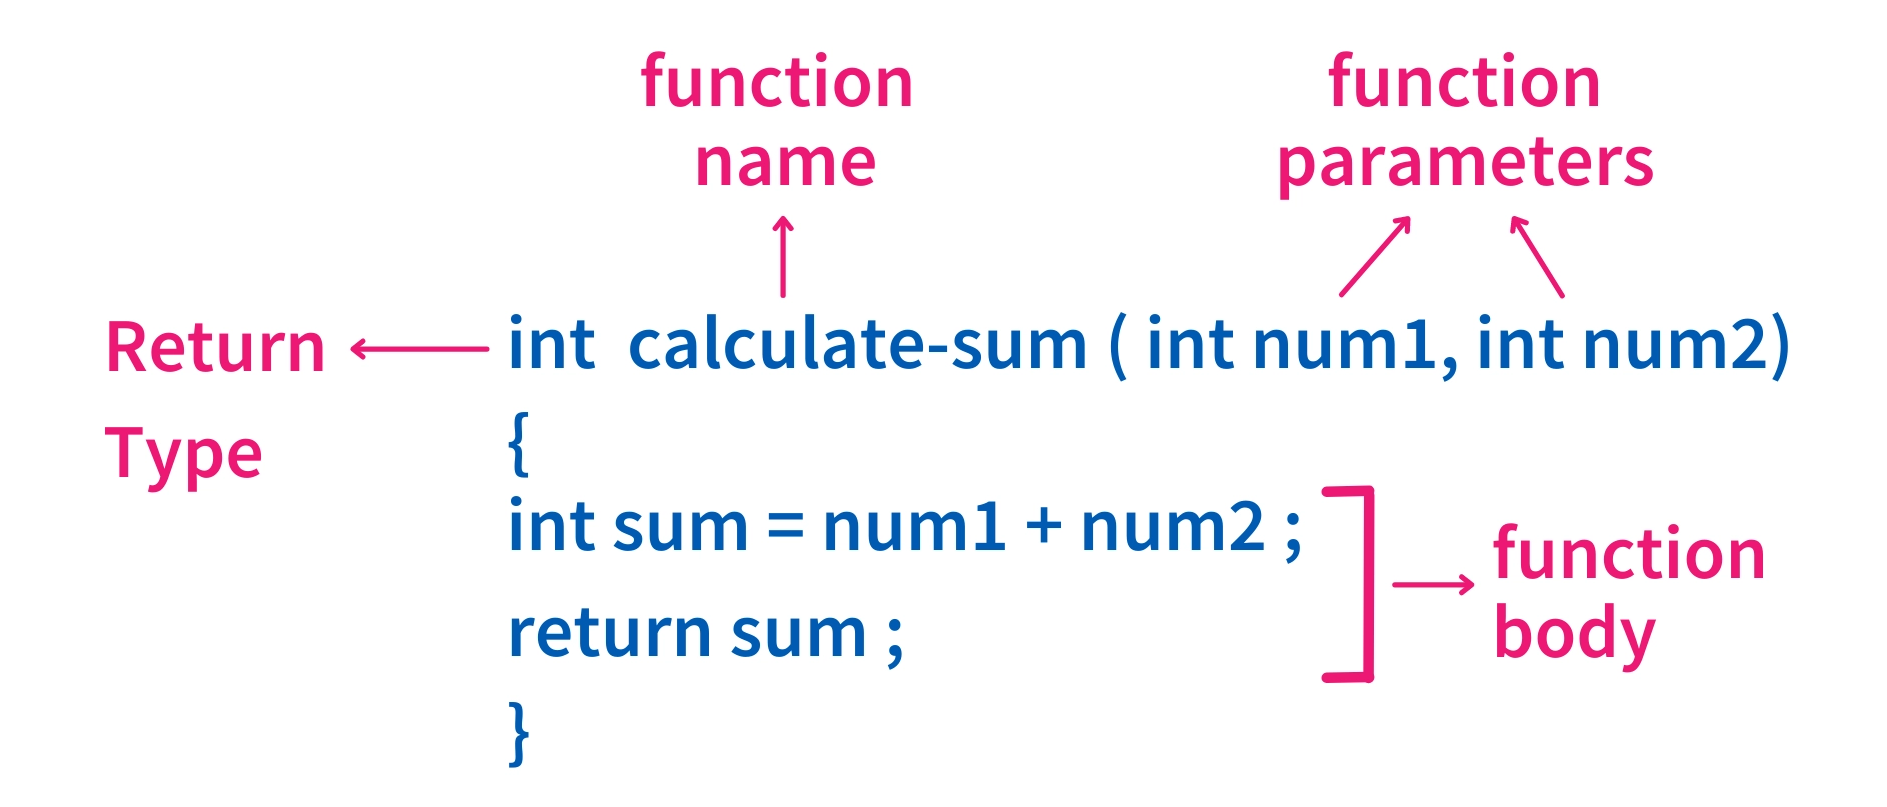 function
name
function
parameters
Return
Type
int calculate-sum ( int num1, int num2)
{
int sum = num1 + num2 ;
return sum ;
}
function
body